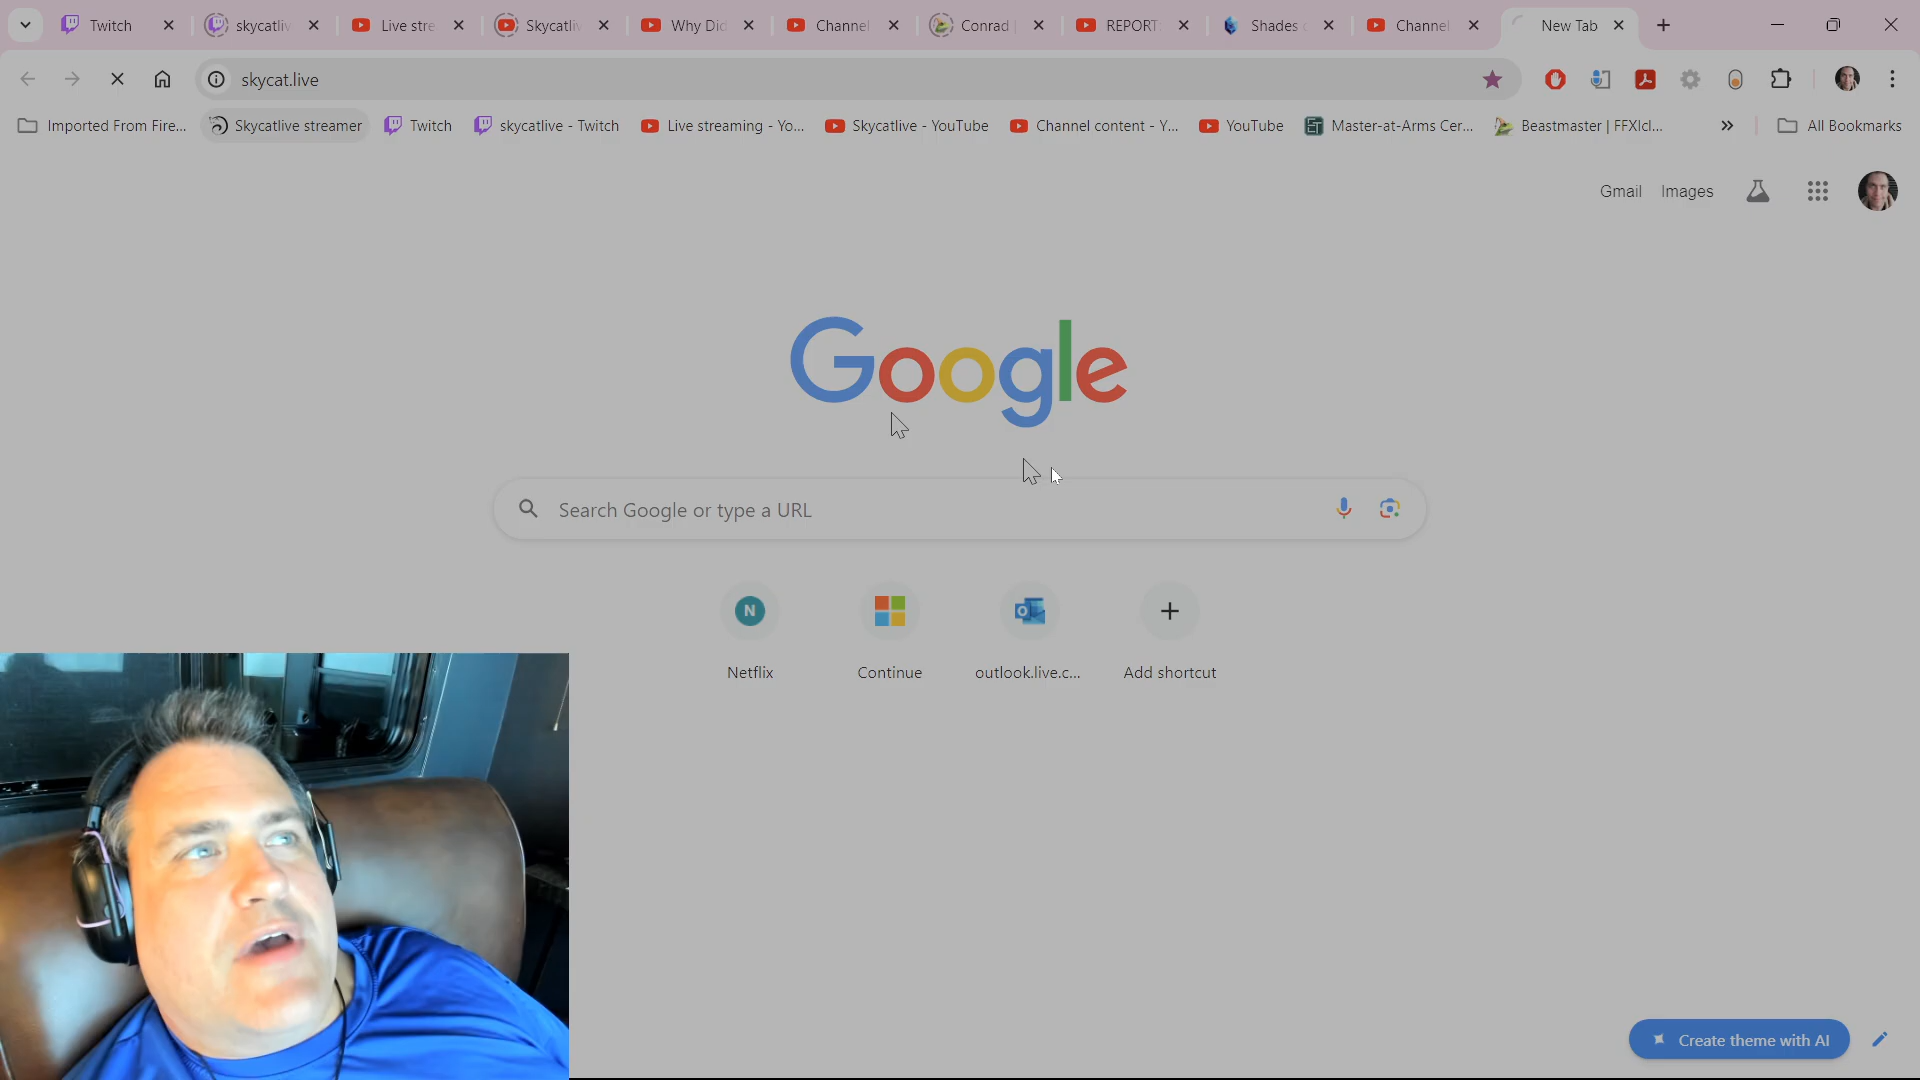 Twitch
skycatliv
Live stre
Skycatliv
Why Did
Channel
Conrad |
REPORT:
Shades o
Channel
New Tab
skycat.live
Imported From Fire...
Skycatlive streamer
Twitch
skycatlive - Twitch
Live streaming - Yo...
Skycatlive - YouTube
Channel content - Y...
YouTube
Master-at-Arms Cer...
Beastmaster | FFXIcl...
All Bookmarks
Gmail
Images
Google
Search Google or type a URL
N
Netflix
Continue
outlook.live.c...
Add shortcut
Create theme with AI